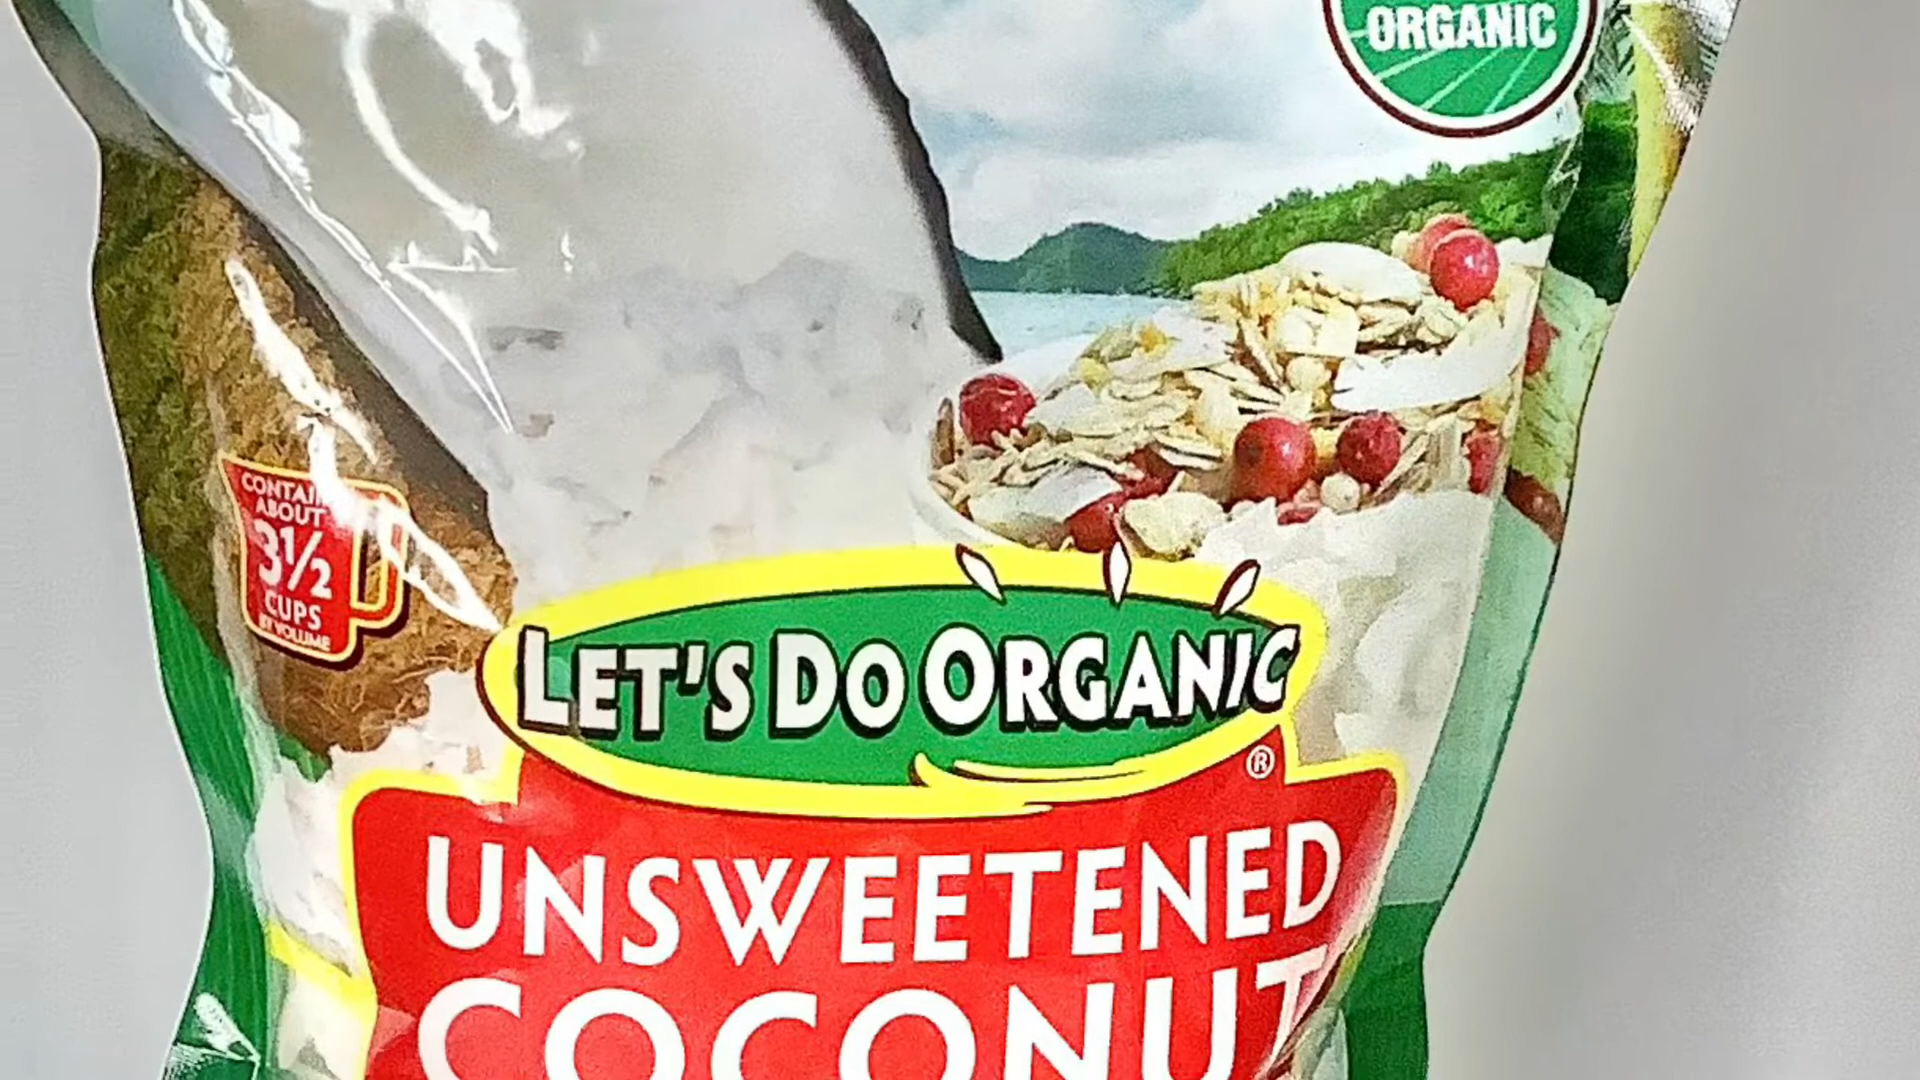 ORGANIC
CONTAINS
ABOUT
3½
CUPS
BY VOLUME
LET'S DO ORGANIC
®
UNSWEETENED
COCONUT